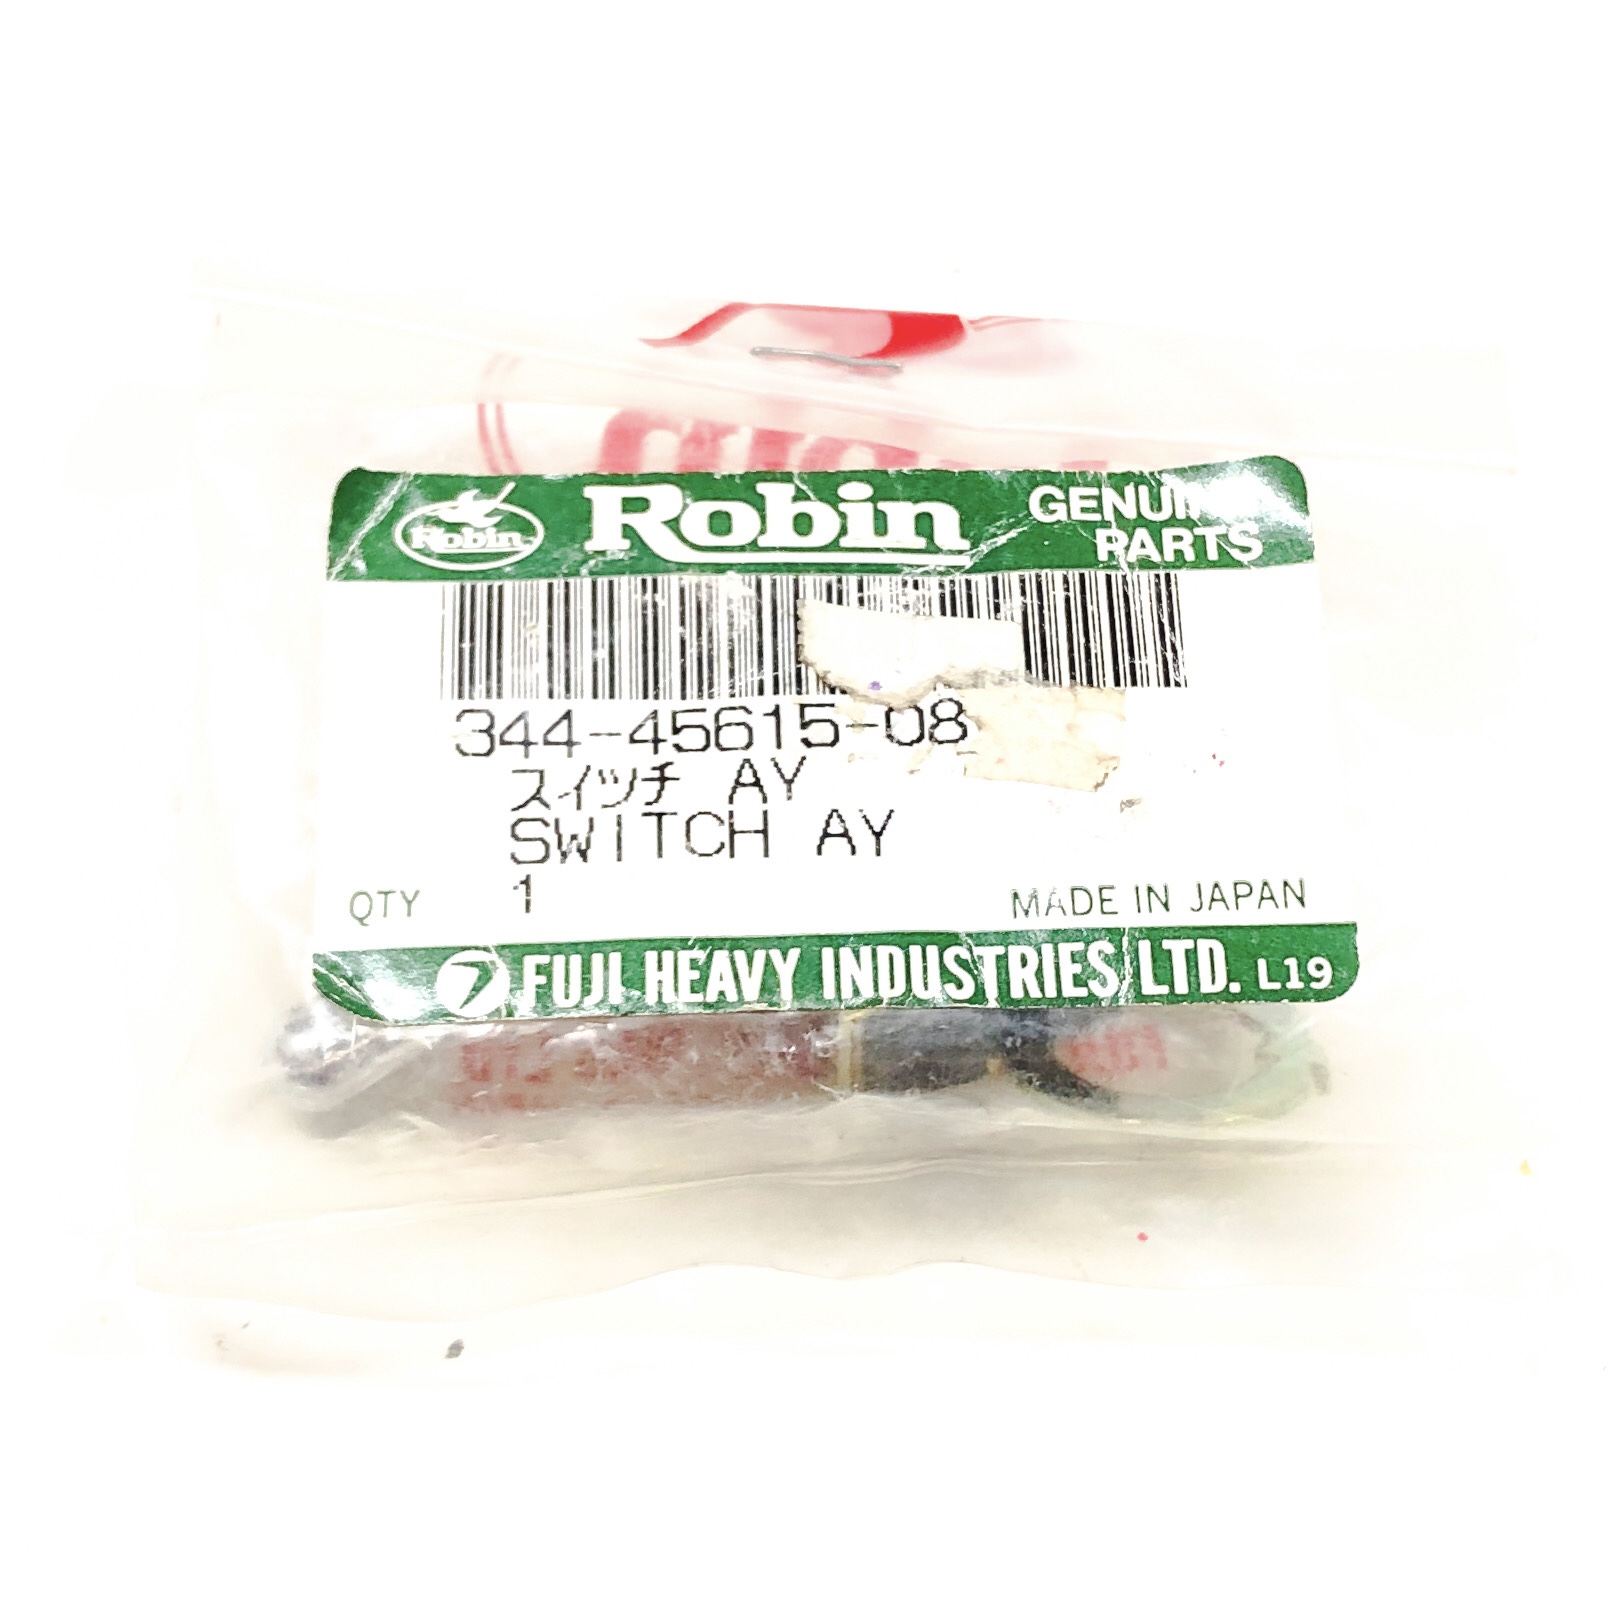 Robin
Robin
GENUINE
PARTS
344-45615-08
スイッチ AY
SWITCH AY
QTY 1
MADE IN JAPAN
FUJI HEAVY INDUSTRIES LTD. L19